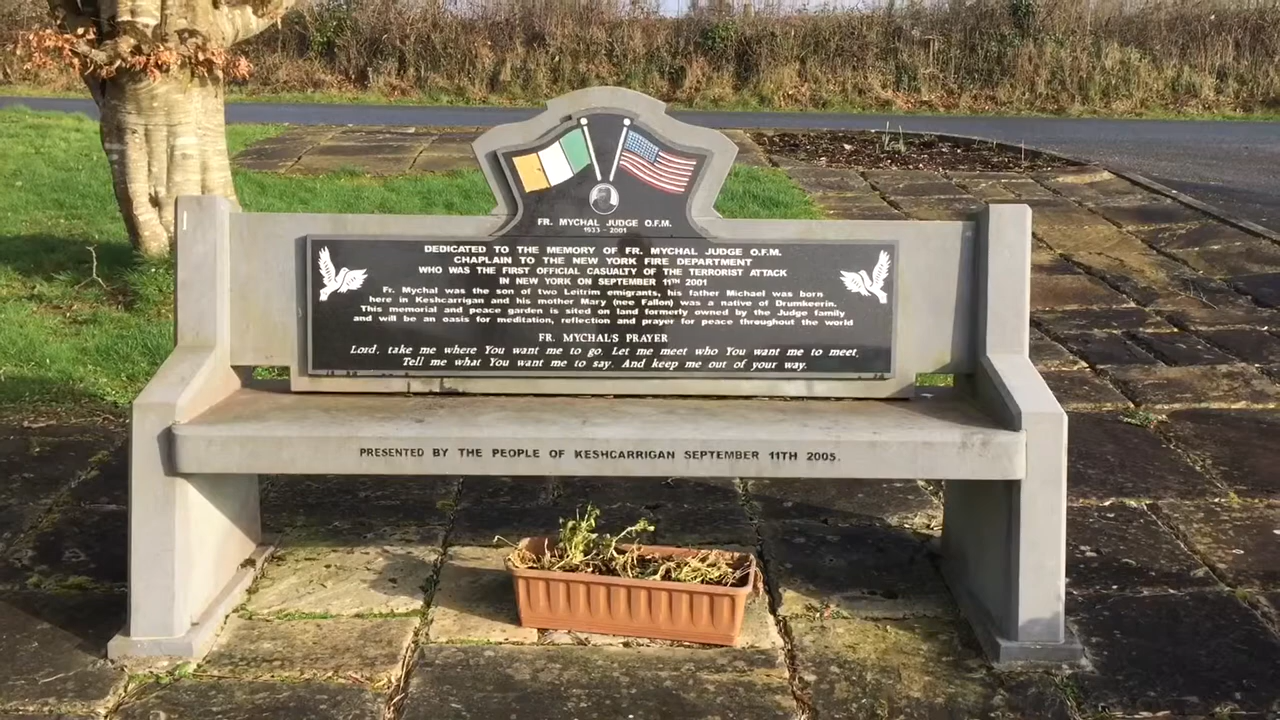 FR. MYCHAL JUDGE O.F.M.
1933 - 2001
DEDICATED TO THE MEMORY OF FR. MYCHAL JUDGE O.F.M.
CHAPLAIN TO THE NEW YORK FIRE DEPARTMENT
WHO WAS THE FIRST OFFICIAL CASUALTY OF THE TERRORIST ATTACK
IN NEW YORK ON SEPTEMBER 11TH 2001
Fr. Mychal was the son of two Leitrim emigrants, his father Michael was born
here in Keshcarrigan and his mother Mary (nee Fallon) was a native of Drumkeerin.
This memorial and peace garden is sited on land formerly owned by the Judge family
and will be an oasis for meditation, reflection and prayer for peace throughout the world
FR. MYCHAL'S PRAYER
Lord, take me where You want me to go, Let me meet who You want me to meet,
Tell me what You want me to say, And keep me out of your way.
PRESENTED BY THE PEOPLE OF KESHCARRIGAN SEPTEMBER 11TH 2005.